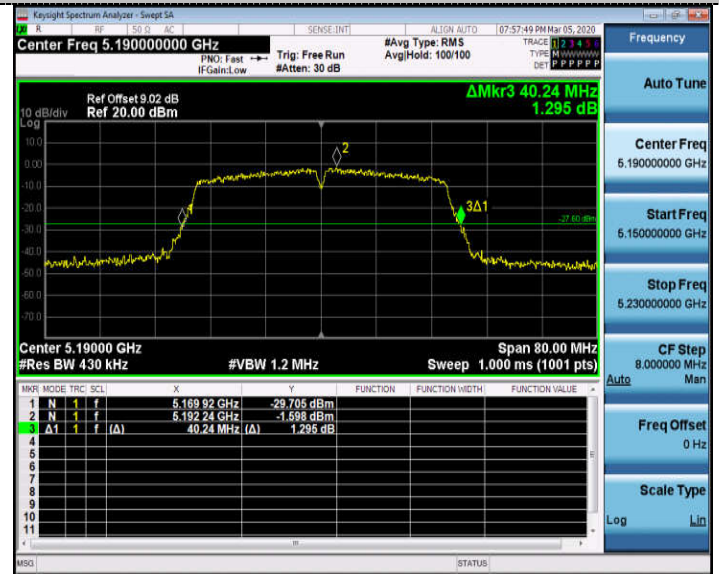 Keysight Spectrum Analyzer - Swept SA
R RF 50 Ω AC SENSE:INT ALIGN AUTO 07:57:49 PM Mar 05, 2020
Center Freq 5.190000000 GHz
PNO: Fast
IFGain:Low
Trig: Free Run
#Atten: 30 dB
#Avg Type: RMS
Avg|Hold: 100/100
TRACE 1 2 3 4 5 6
TYPE M
DET P P P P P P
Ref Offset 9.02 dB
10 dB/div Ref 20.00 dBm
Log
ΔMkr3 40.24 MHz
1.295 dB
10.0
0.00
-10.0
-20.0
-30.0
-40.0
-50.0
-60.0
-70.0
2
3Δ1
-27.60 dBm
Center 5.19000 GHz Span 80.00 MHz
#Res BW 430 kHz #VBW 1.2 MHz Sweep 1.000 ms (1001 pts)
MKR MODE TRC SCL X Y FUNCTION FUNCTION WIDTH FUNCTION VALUE
1 N 1 f 5.169 92 GHz -29.705 dBm
2 N 1 f 5.192 24 GHz -1.598 dBm
3 Δ1 1 f (Δ) 40.24 MHz (Δ) 1.295 dB
4
5
6
7
8
9
10
11
MSG STATUS
Frequency
Auto Tune
Center Freq
5.190000000 GHz
Start Freq
5.150000000 GHz
Stop Freq
5.230000000 GHz
CF Step
8.000000 MHz
Auto Man
Freq Offset
0 Hz
Scale Type
Log Lin